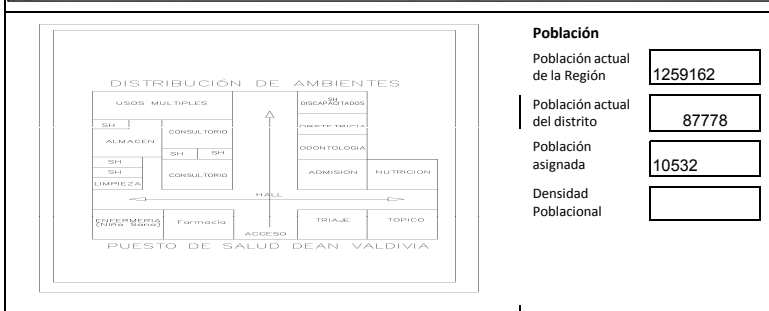 DISTRIBUCIÓN DE AMBIENTES
USOS MULTIPLES
SH DISCAPACITADOS
SH
OBSTETRICIA
CONSULTORIO
ALMACEN
ODONTOLOGIA
SH SH
SH
SH
CONSULTORIO
ADMISION
NUTRICION
LIMPIEZA
HALL
ENFERMERIA
(Niño Sano)
Farmacia
TRIAJE
TOPICO
ACCESO
PUESTO DE SALUD DEAN VALDIVIA
Población
Población actual
de la Región
1259162
Población actual
del distrito
87778
Población
asignada
10532
Densidad
Poblacional